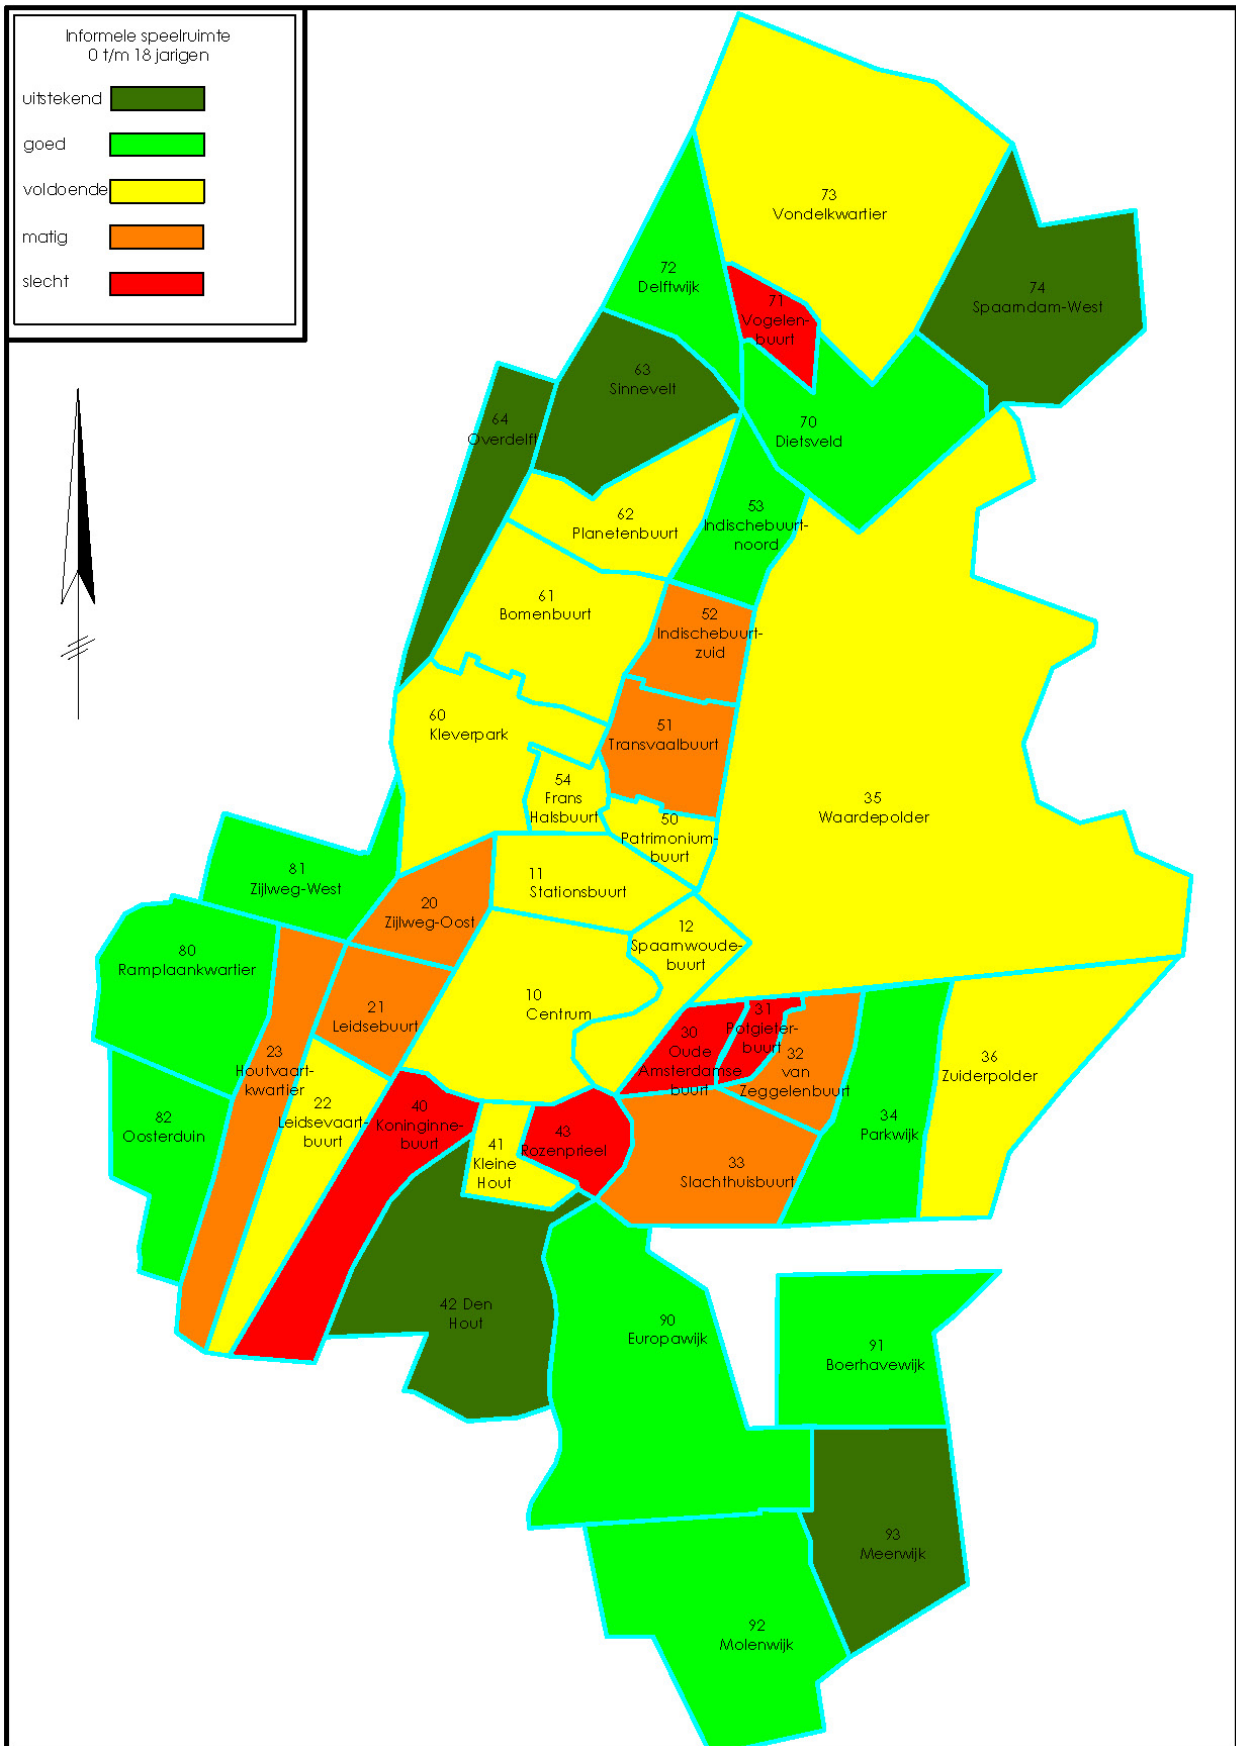 Informele speelruimte
0 t/m 18 jarigen
uitstekend
goed
voldoende
matig
slecht
73
Vondelkwartier
72
Delftwijk
71
Vogelen-
buurt
74
Spaarndam-West
63
Sinnevelt
64
Overdelft
70
Dietsveld
62
Planetenbuurt
53
Indischebuurt-
noord
61
Bomenbuurt
52
Indischebuurt-
zuid
60
Kleverpark
51
Transvaalbuurt
54
Frans
Halsbuurt
50
Patrimonium-
buurt
35
Waardepolder
81
Zijlweg-West
11
Stationsbuurt
20
Zijlweg-Oost
12
Spaarnwoude-
buurt
80
Ramplaankwartier
10
Centrum
21
Leidsebuurt
31
Potgieter-
buurt
30
Oude
Amsterdamse
buurt
32
van
Zeggelenbuurt
36
Zuiderpolder
23
Houtvaart-
kwartier
22
Leidsevaart-
buurt
40
Koninginne-
buurt
82
Oosterduin
41
Kleine
Hout
43
Rozenprieel
34
Parkwijk
33
Slachthuisbuurt
42 Den
Hout
90
Europawijk
91
Boerhavewijk
93
Meerwijk
92
Molenwijk